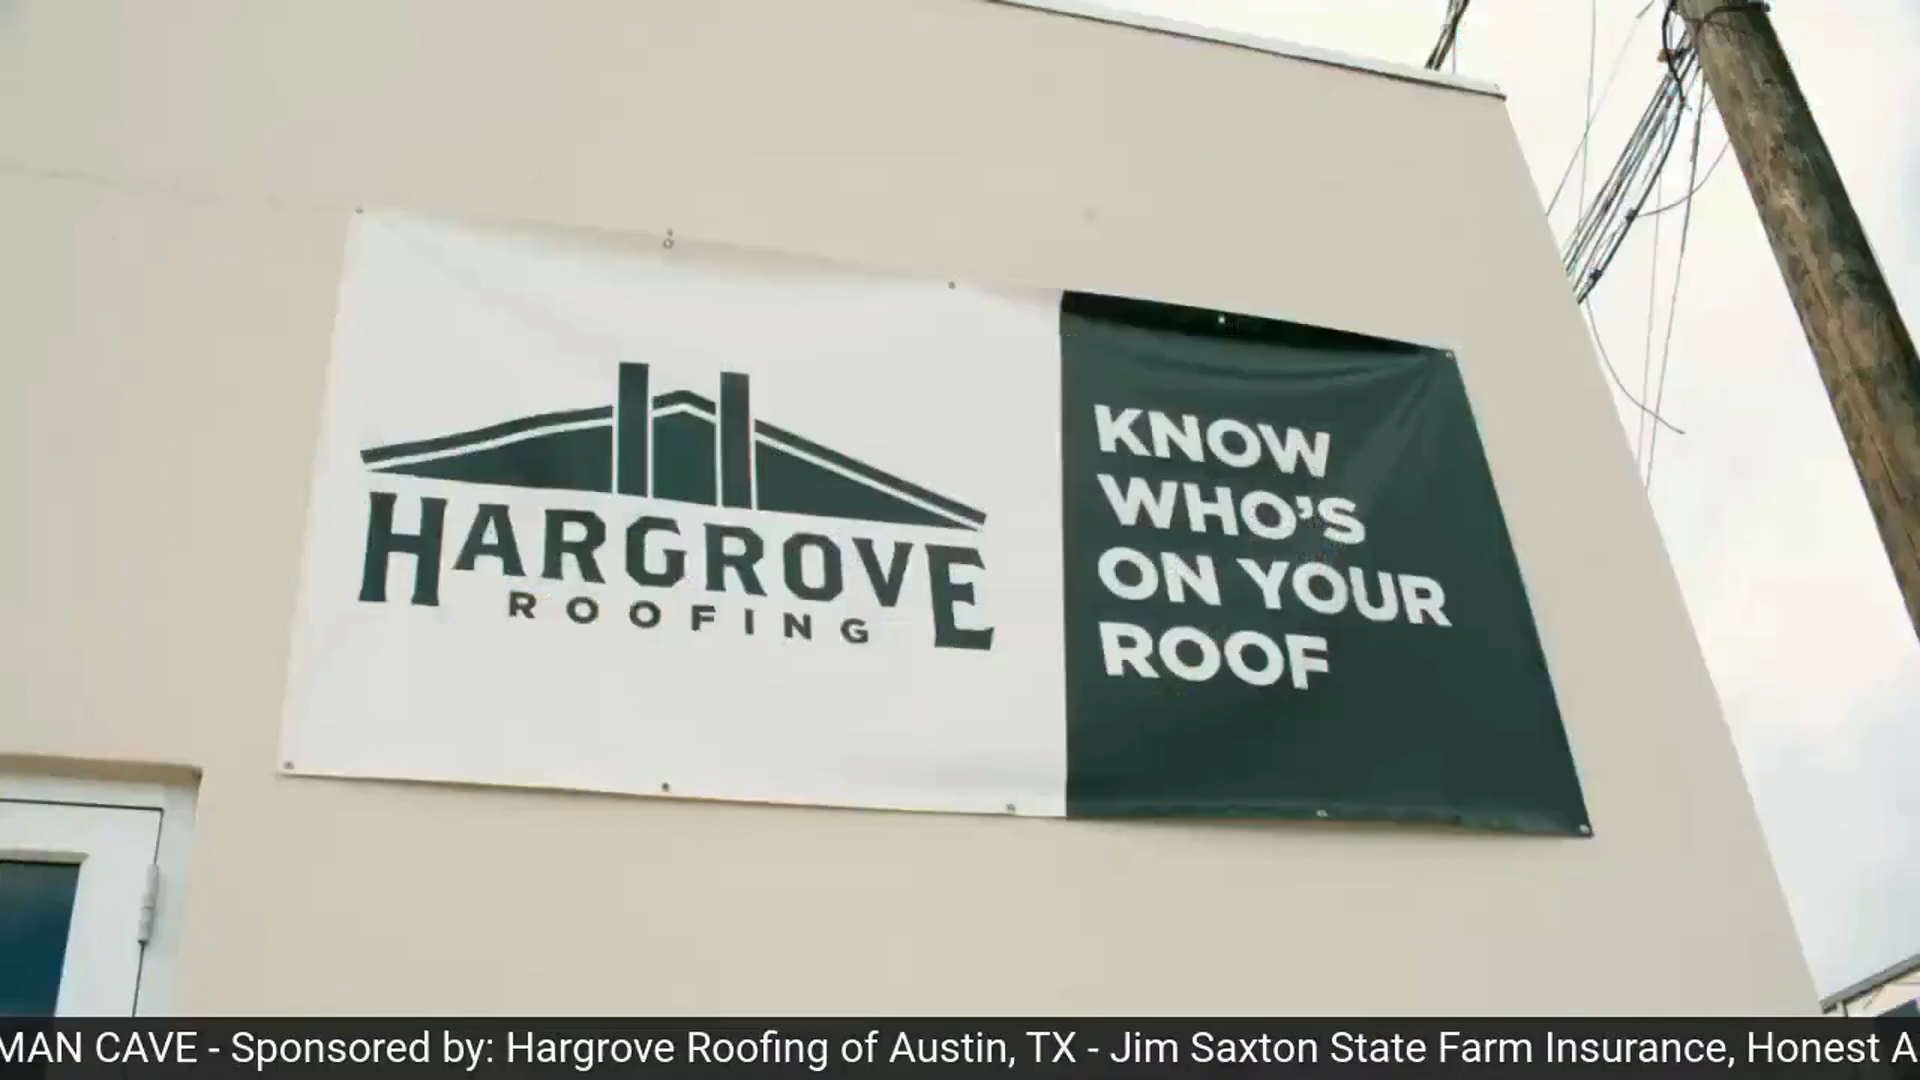 HARGROVE
ROOFING
KNOW
WHO'S
ON YOUR
ROOF
MAN CAVE - Sponsored by: Hargrove Roofing of Austin, TX - Jim Saxton State Farm Insurance, Honest A